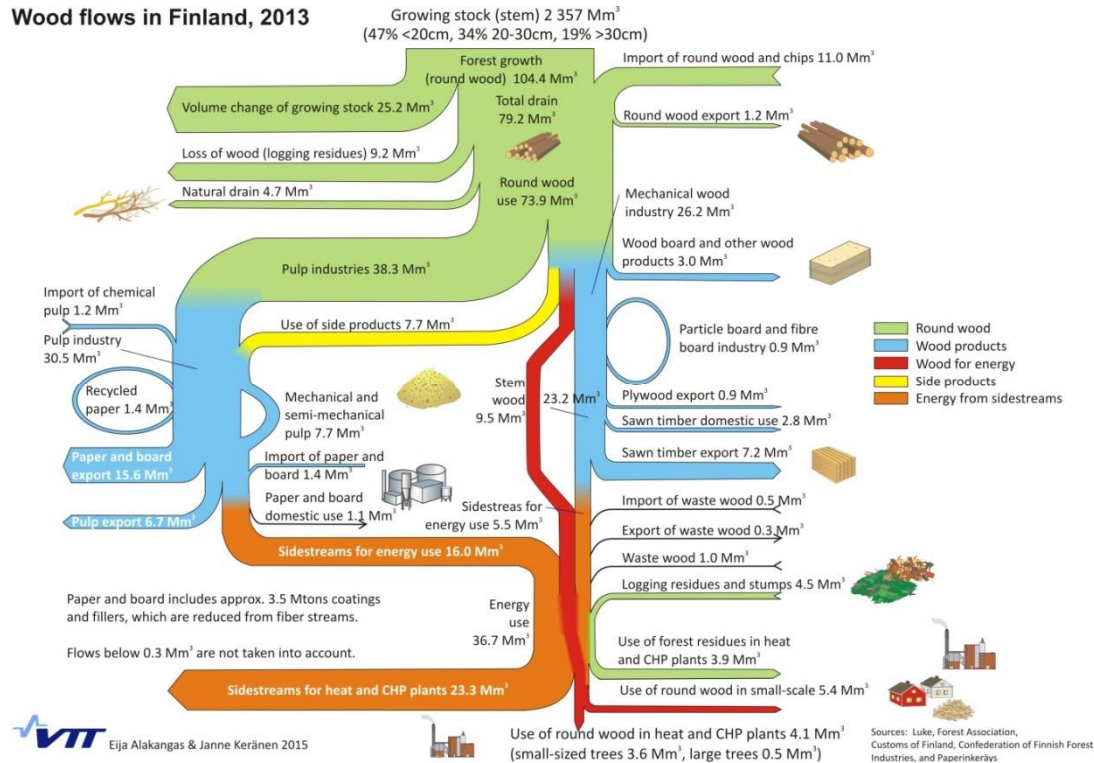 Wood flows in Finland, 2013
Growing stock (stem) 2 357 Mm³
(47% <20cm, 34% 20-30cm, 19% >30cm)
Forest growth
(round wood) 104.4 Mm³
Import of round wood and chips 11.0 Mm³
Volume change of growing stock 25.2 Mm³
Total drain
79.2 Mm³
Round wood export 1.2 Mm³
Loss of wood (logging residues) 9.2 Mm³
Natural drain 4.7 Mm³
Round wood
use 73.9 Mm³
Mechanical wood
industry 26.2 Mm³
Wood board and other wood
products 3.0 Mm³
Pulp industries 38.3 Mm³
Import of chemical
pulp 1.2 Mm³
Pulp industry
30.5 Mm³
Use of side products 7.7 Mm³
Particle board and fibre
board industry 0.9 Mm³
Round wood
Wood products
Wood for energy
Side products
Energy from sidestreams
Recycled
paper 1.4 Mm³
Mechanical and
semi-mechanical
pulp 7.7 Mm³
Stem
wood
9.5 Mm³
23.2 Mm³
Plywood export 0.9 Mm³
Sawn timber domestic use 2.8 Mm³
Sawn timber export 7.2 Mm³
Paper and board
export 15.6 Mm³
Import of paper and
board 1.4 Mm³
Paper and board
domestic use 1.1 Mm³
Pulp export 6.7 Mm³
Sidestreas for
energy use 5.5 Mm³
Import of waste wood 0.5 Mm³
Export of waste wood 0.3 Mm³
Waste wood 1.0 Mm³
Logging residues and stumps 4.5 Mm³
Sidestreams for energy use 16.0 Mm³
Paper and board includes approx. 3.5 Mtons coatings
and fillers, which are reduced from fiber streams.
Flows below 0.3 Mm³ are not taken into account.
Energy
use
36.7 Mm³
Use of forest residues in heat
and CHP plants 3.9 Mm³
Sidestreams for heat and CHP plants 23.3 Mm³
Use of round wood in small-scale 5.4 Mm³
Use of round wood in heat and CHP plants 4.1 Mm³
(small-sized trees 3.6 Mm³, large trees 0.5 Mm³)
VTT
Eija Alakangas & Janne Keränen 2015
Sources: Luke, Forest Association,
Customs of Finland, Confederation of Finnish Forest
Industries, and Paperinkeräys